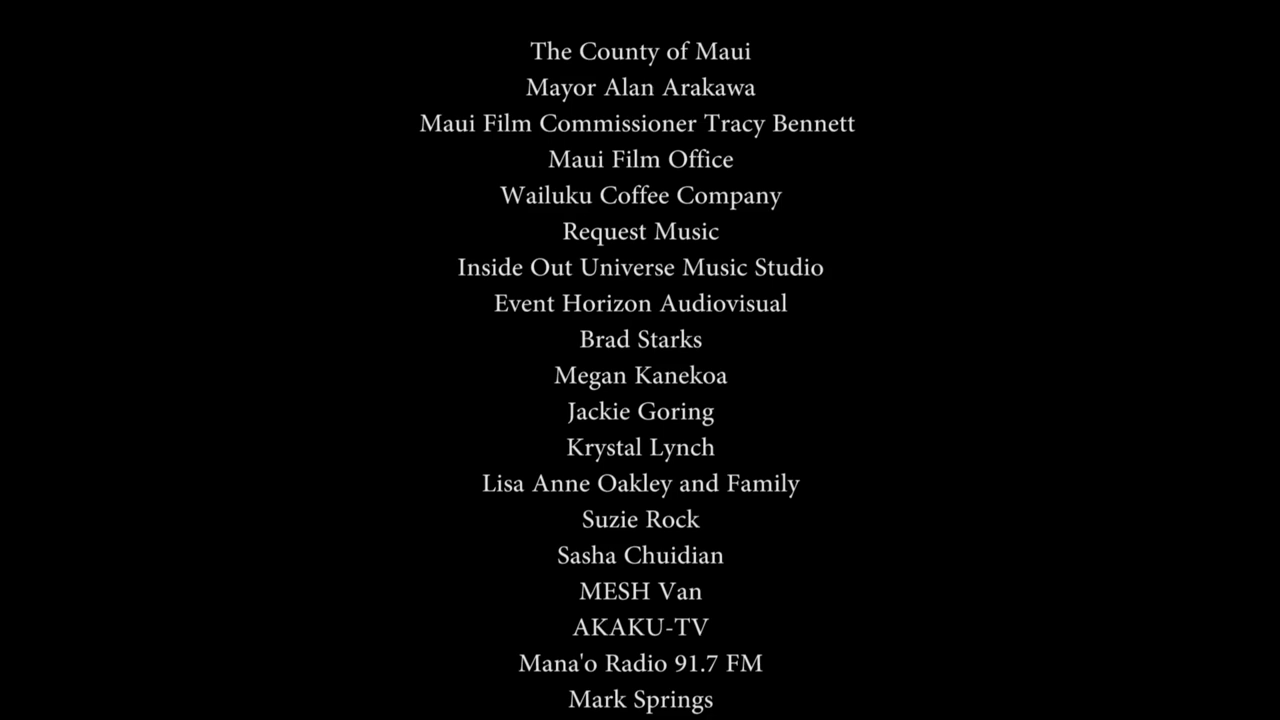 The County of Maui
Mayor Alan Arakawa
Maui Film Commissioner Tracy Bennett
Maui Film Office
Wailuku Coffee Company
Request Music
Inside Out Universe Music Studio
Event Horizon Audiovisual
Brad Starks
Megan Kanekoa
Jackie Goring
Krystal Lynch
Lisa Anne Oakley and Family
Suzie Rock
Sasha Chuidian
MESH Van
AKAKU-TV
Mana'o Radio 91.7 FM
Mark Springs